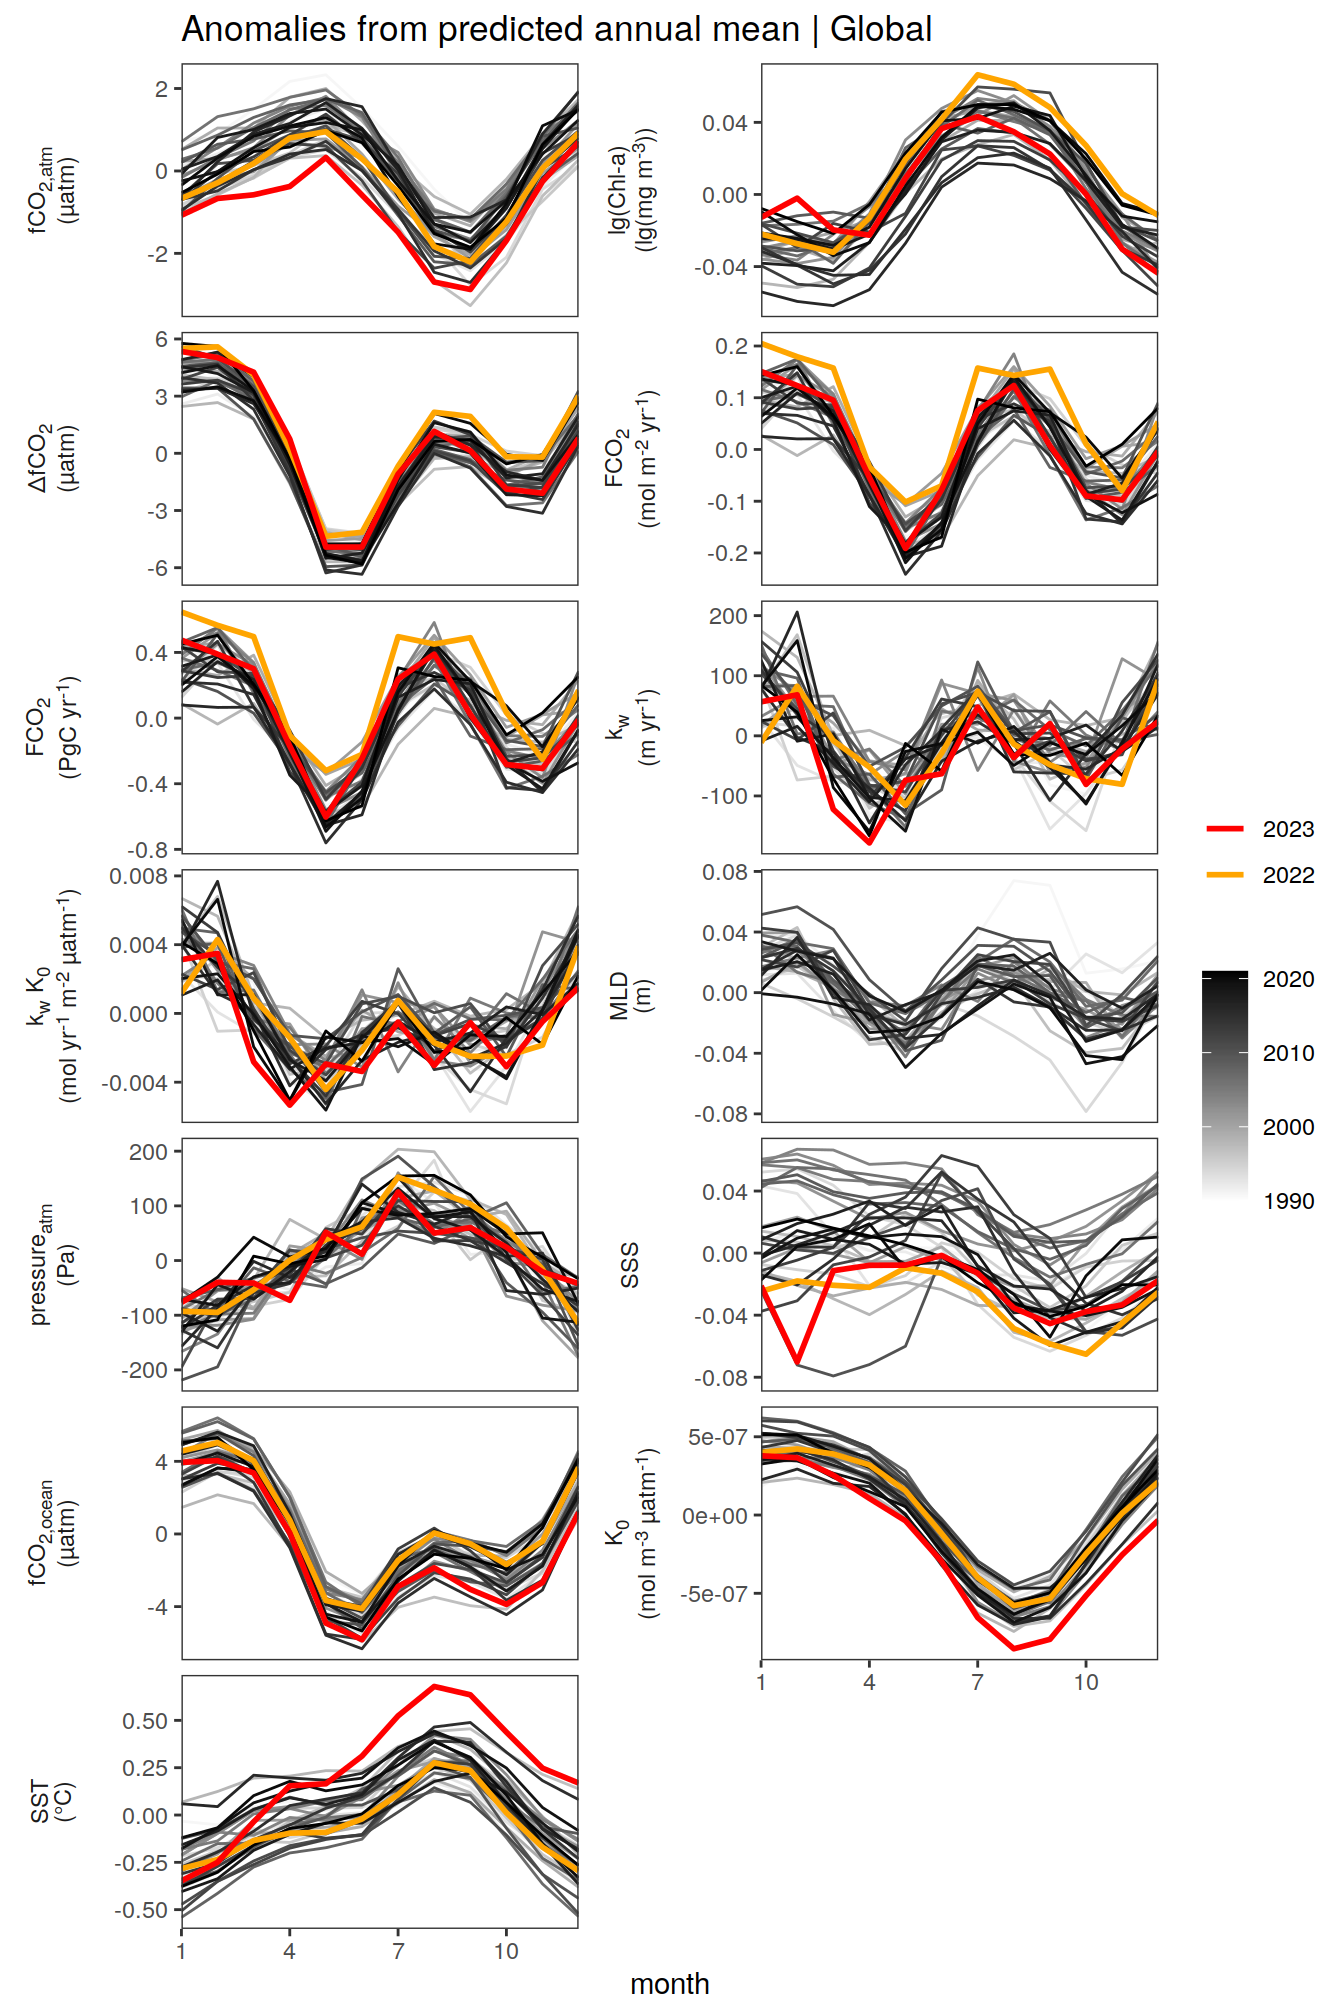 Anomalies from predicted annual mean | Global
fCO2,atm
(µatm)
2
0
-2
lg(Chl-a)
(lg(mg m-3))
0.04
0.00
-0.04
ΔfCO2
(µatm)
6
3
0
-3
-6
FCO2
(mol m-2 yr-1)
0.2
0.1
0.0
-0.1
-0.2
FCO2
(PgC yr-1)
0.4
0.0
-0.4
-0.8
kw
(m yr-1)
200
100
0
-100
kw K0
(mol yr-1 m-2 µatm-1)
0.008
0.004
0.000
-0.004
MLD
(m)
0.08
0.04
0.00
-0.04
-0.08
pressureatm
(Pa)
200
100
0
-100
-200
SSS
0.04
0.00
-0.04
-0.08
fCO2,ocean
(µatm)
4
0
-4
K0
(mol m-3 µatm-1)
5e-07
0e+00
-5e-07
1 4 7 10
SST
(°C)
0.50
0.25
0.00
-0.25
-0.50
1 4 7 10
month
2023
2022
2020
2010
2000
1990